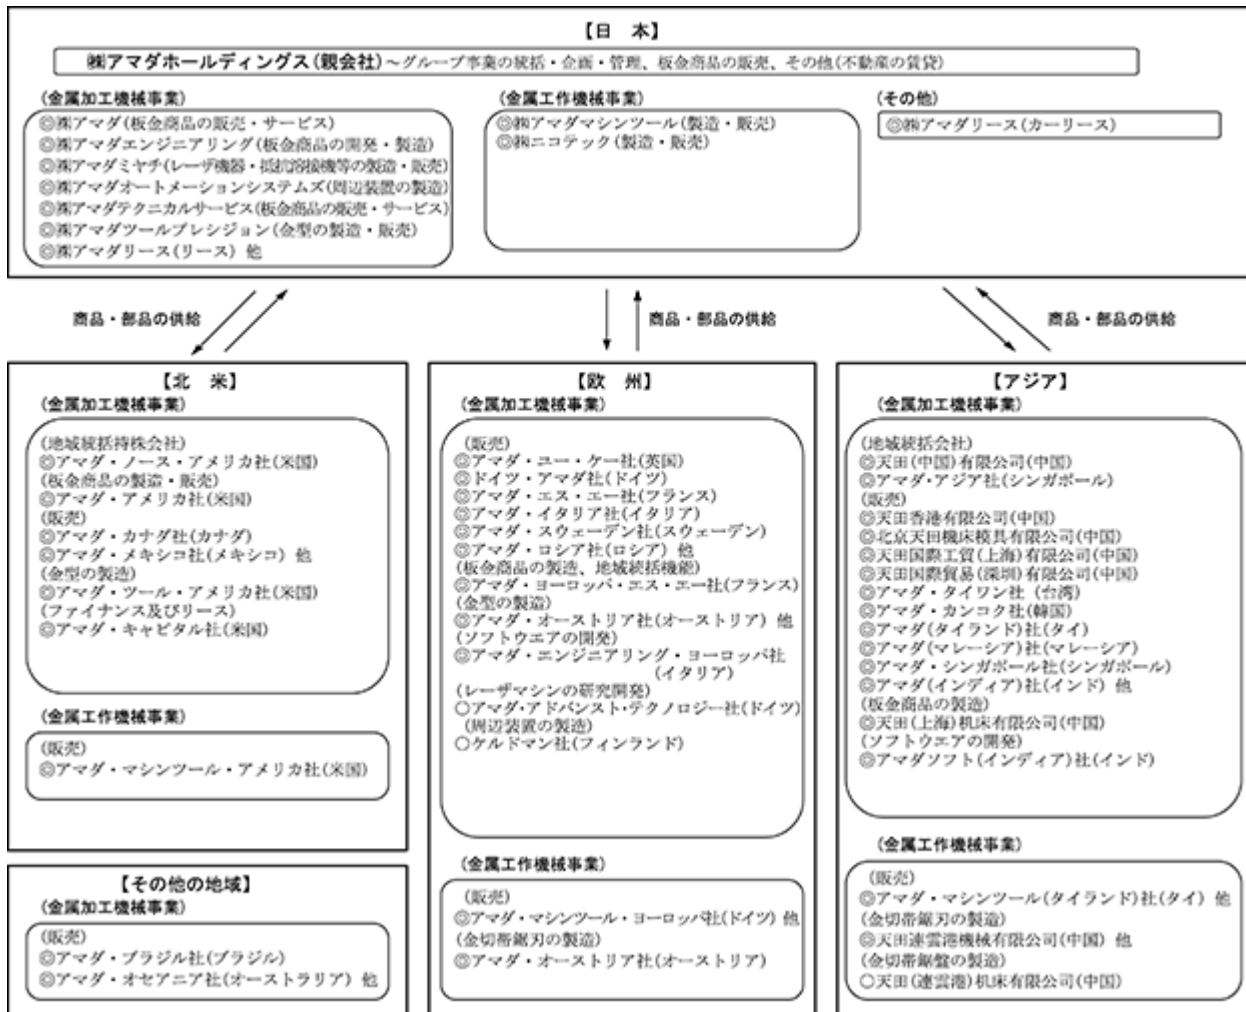 【日 本】
㈱アマダホールディングス(親会社)～グループ事業の統括・企画・管理、板金商品の販売、その他(不動産の賃貸)
(金属加工機械事業)
◎㈱アマダ(板金商品の販売・サービス)
◎㈱アマダエンジニアリング(板金商品の開発・製造)
◎㈱アマダミヤチ(レーザ機器・抵抗溶接機等の製造・販売)
◎㈱アマダオートメーションシステムズ(周辺装置の製造)
◎㈱アマダテクニカルサービス(板金商品の販売・サービス)
◎㈱アマダツールプレシジョン(金型の製造・販売)
◎㈱アマダリース(リース) 他
(金属工作機械事業)
◎㈱アマダマシンツール(製造・販売)
◎㈱ニコテック(製造・販売)
(その他)
◎㈱アマダリース(カーリース)
商品・部品の供給
商品・部品の供給
商品・部品の供給
【北 米】
(金属加工機械事業)
(地域統括持株会社)
◎アマダ・ノース・アメリカ社(米国)
(板金商品の製造・販売)
◎アマダ・アメリカ社(米国)
(販売)
◎アマダ・カナダ社(カナダ)
◎アマダ・メキシコ社(メキシコ) 他
(金型の製造)
◎アマダ・ツール・アメリカ社(米国)
(ファイナンス及びリース)
◎アマダ・キャピタル社(米国)
(金属工作機械事業)
(販売)
◎アマダ・マシンツール・アメリカ社(米国)
【その他の地域】
(金属加工機械事業)
(販売)
◎アマダ・ブラジル社(ブラジル)
◎アマダ・オセアニア社(オーストラリア) 他
【欧 州】
(金属加工機械事業)
(販売)
◎アマダ・ユー・ケー社(英国)
◎ドイツ・アマダ社(ドイツ)
◎アマダ・エス・エー社(フランス)
◎アマダ・イタリア社(イタリア)
◎アマダ・スウェーデン社(スウェーデン)
◎アマダ・ロシア社(ロシア) 他
(板金商品の製造、地域統括機能)
◎アマダ・ヨーロッパ・エス・エー社(フランス)
(金型の製造)
◎アマダ・オーストリア社(オーストリア) 他
(ソフトウエアの開発)
◎アマダ・エンジニアリング・ヨーロッパ社
(イタリア)
(レーザマシンの研究開発)
○アマダ・アドバンスト・テクノロジー社(ドイツ)
(周辺装置の製造)
○ケルドマン社(フィンランド)
(金属工作機械事業)
(販売)
◎アマダ・マシンツール・ヨーロッパ社(ドイツ) 他
(金切帯鋸刃の製造)
◎アマダ・オーストリア社(オーストリア)
【アジア】
(金属加工機械事業)
(地域統括会社)
◎天田(中国)有限公司(中国)
◎アマダ・アジア社(シンガポール)
(販売)
◎天田香港有限公司(中国)
◎北京天田機床模具有限公司(中国)
◎天田国際工貿(上海)有限公司(中国)
◎天田国際貿易(深圳)有限公司(中国)
◎アマダ・タイワン社 (台湾)
◎アマダ・カンコク社(韓国)
◎アマダ(タイランド)社(タイ)
◎アマダ(マレーシア)社(マレーシア)
◎アマダ・シンガポール社(シンガポール)
◎アマダ(インディア)社(インド) 他
(板金商品の製造)
◎天田(上海)机床有限公司(中国)
(ソフトウエアの開発)
◎アマダソフト(インディア)社(インド)
(金属工作機械事業)
(販売)
◎アマダ・マシンツール(タイランド)社(タイ) 他
(金切帯鋸刃の製造)
◎天田連雲港機械有限公司(中国) 他
(金切帯鋸盤の製造)
○天田(連雲港)机床有限公司(中国)